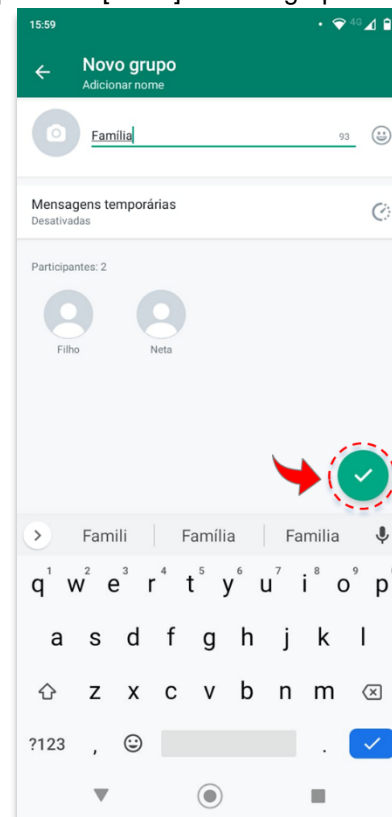 15:59
4G
Novo grupo
Adicionar nome
Família
93
Mensagens temporárias
Desativadas
Participantes: 2
Filho
Neta
Famili
Família
Familia
q 1 w 2 e 3 r 4 t 5 y 6 u 7 i 8 o 9 p
a s d f g h j k l
z x c v b n m
?123 , .